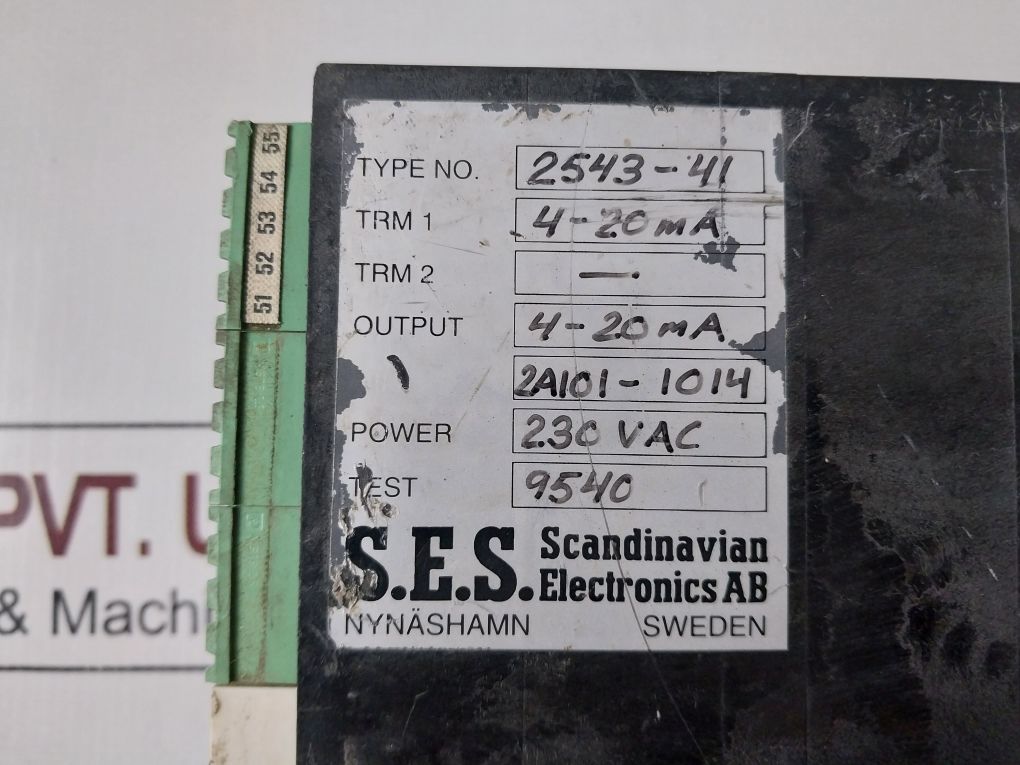 51 52 53 54 55
TYPE NO. 2543-41
TRM 1 4-20mA
TRM 2 —
OUTPUT 4-20mA
2A101-1014
POWER 230 VAC
TEST 9540
S.E.S. Scandinavian
Electronics AB
NYNÄSHAMN SWEDEN
PVT.
&